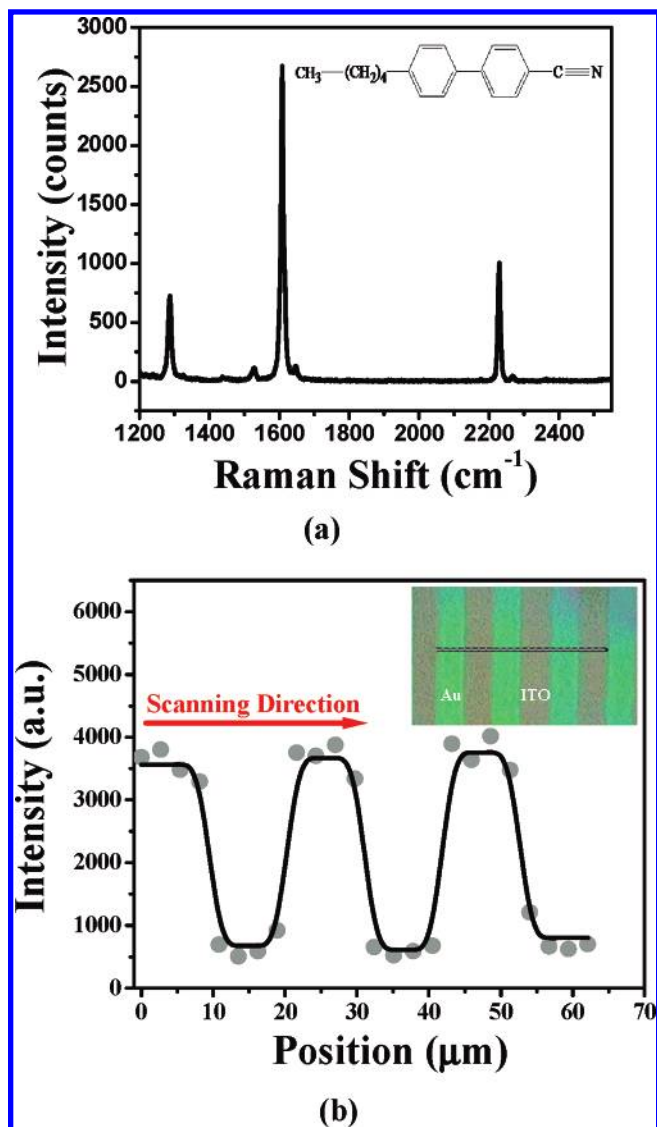 3000
2500
2000
1500
1000
500
0
Intensity (counts)
CH₃—(CH₂)₄
C≡N
1200 1400 1600 1800 2000 2200 2400
Raman Shift (cm⁻¹)
(a)
6000
5000
4000
3000
2000
1000
0
Intensity (a.u.)
Scanning Direction
Au ITO
0 10 20 30 40 50 60 70
Position (μm)
(b)